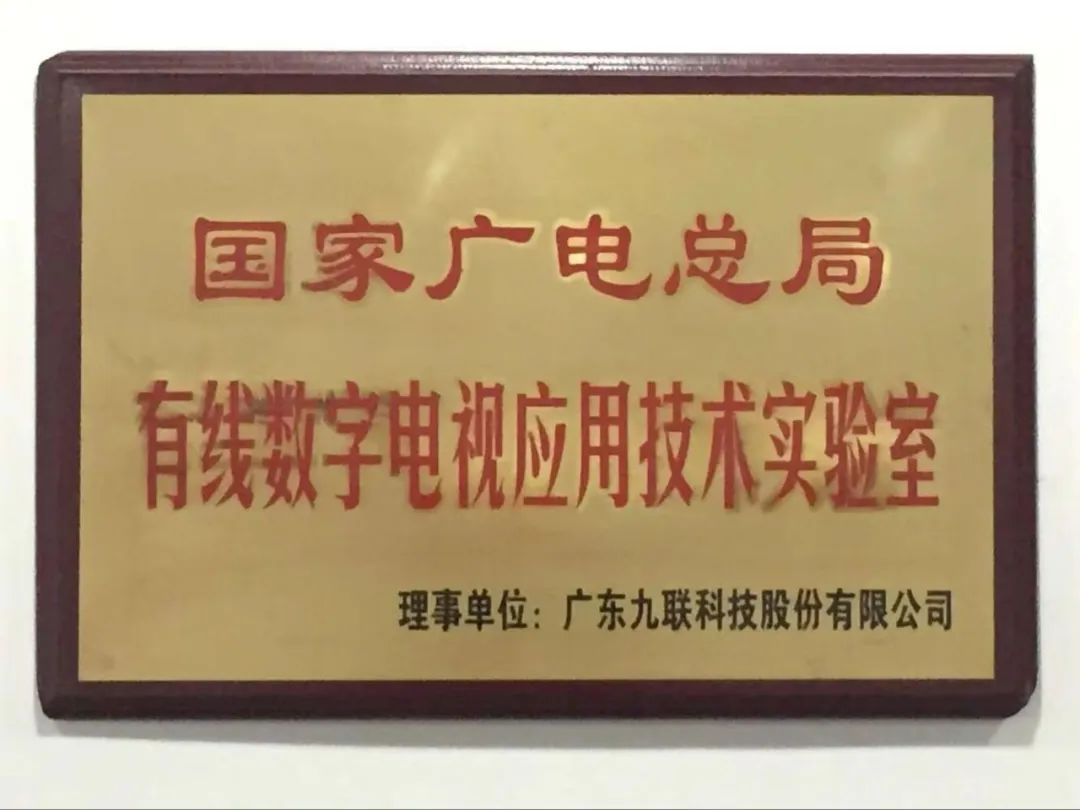 国家广电总局
有线数字电视应用技术实验室
理事单位：广东九联科技股份有限公司